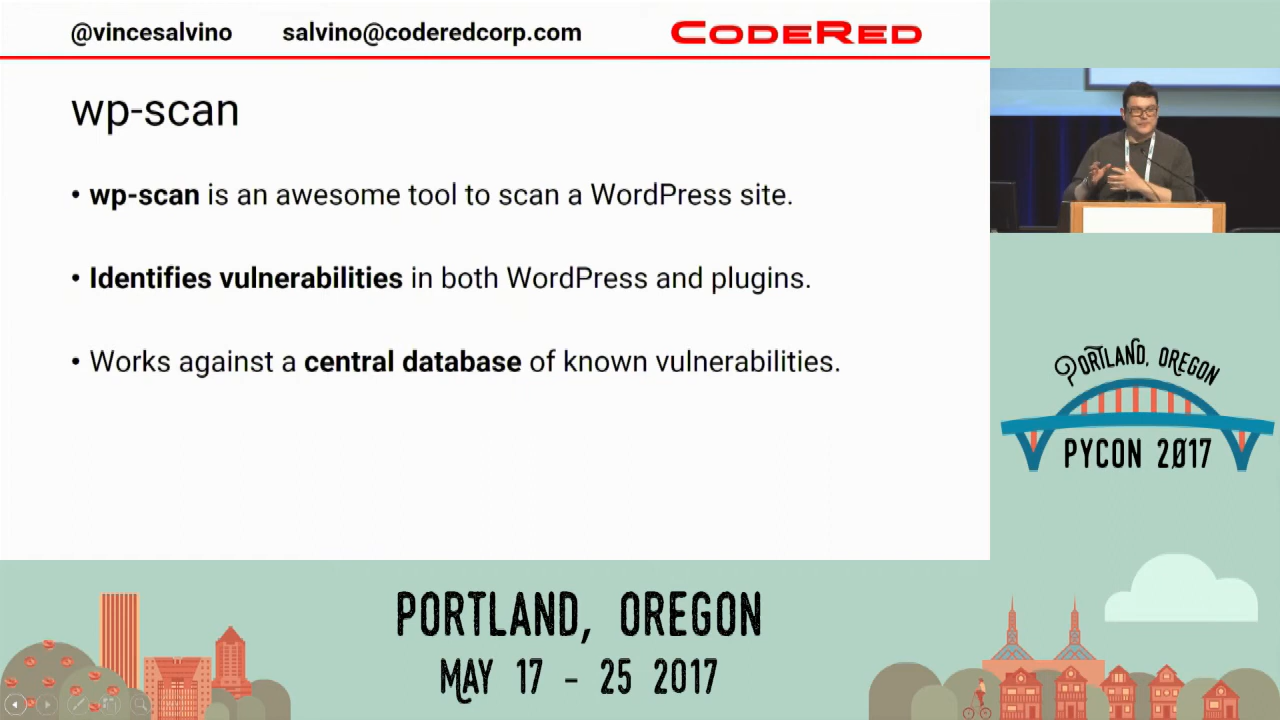 @vincesalvino salvino@coderedcorp.com CODERED
wp-scan
• wp-scan is an awesome tool to scan a WordPress site.
• Identifies vulnerabilities in both WordPress and plugins.
• Works against a central database of known vulnerabilities.
PORTLAND, OREGON
PYCON 2017
PORTLAND, OREGON
MAY 17 - 25 2017